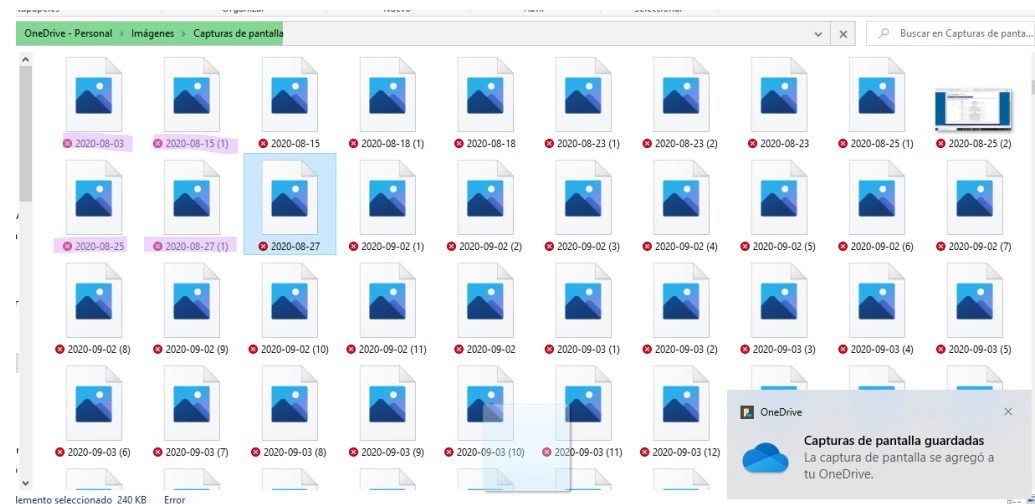 OneDrive - Personal > Imágenes > Capturas de pantalla
Buscar en Capturas de panta...
2020-08-03 2020-08-15 (1) 2020-08-15 2020-08-18 (1) 2020-08-18 2020-08-23 (1) 2020-08-23 (2) 2020-08-23 2020-08-25 (1) 2020-08-25 (2)
2020-08-25 2020-08-27 (1) 2020-08-27 2020-09-02 (1) 2020-09-02 (2) 2020-09-02 (3) 2020-09-02 (4) 2020-09-02 (5) 2020-09-02 (6) 2020-09-02 (7)
2020-09-02 (8) 2020-09-02 (9) 2020-09-02 (10) 2020-09-02 (11) 2020-09-02 2020-09-03 (1) 2020-09-03 (2) 2020-09-03 (3) 2020-09-03 (4) 2020-09-03 (5)
2020-09-03 (6) 2020-09-03 (7) 2020-09-03 (8) 2020-09-03 (9) 2020-09-03 (10) 2020-09-03 (11) 2020-09-03 (12)
OneDrive
Capturas de pantalla guardadas
La captura de pantalla se agregó a
tu OneDrive.
lemento seleccionado 240 KB Error